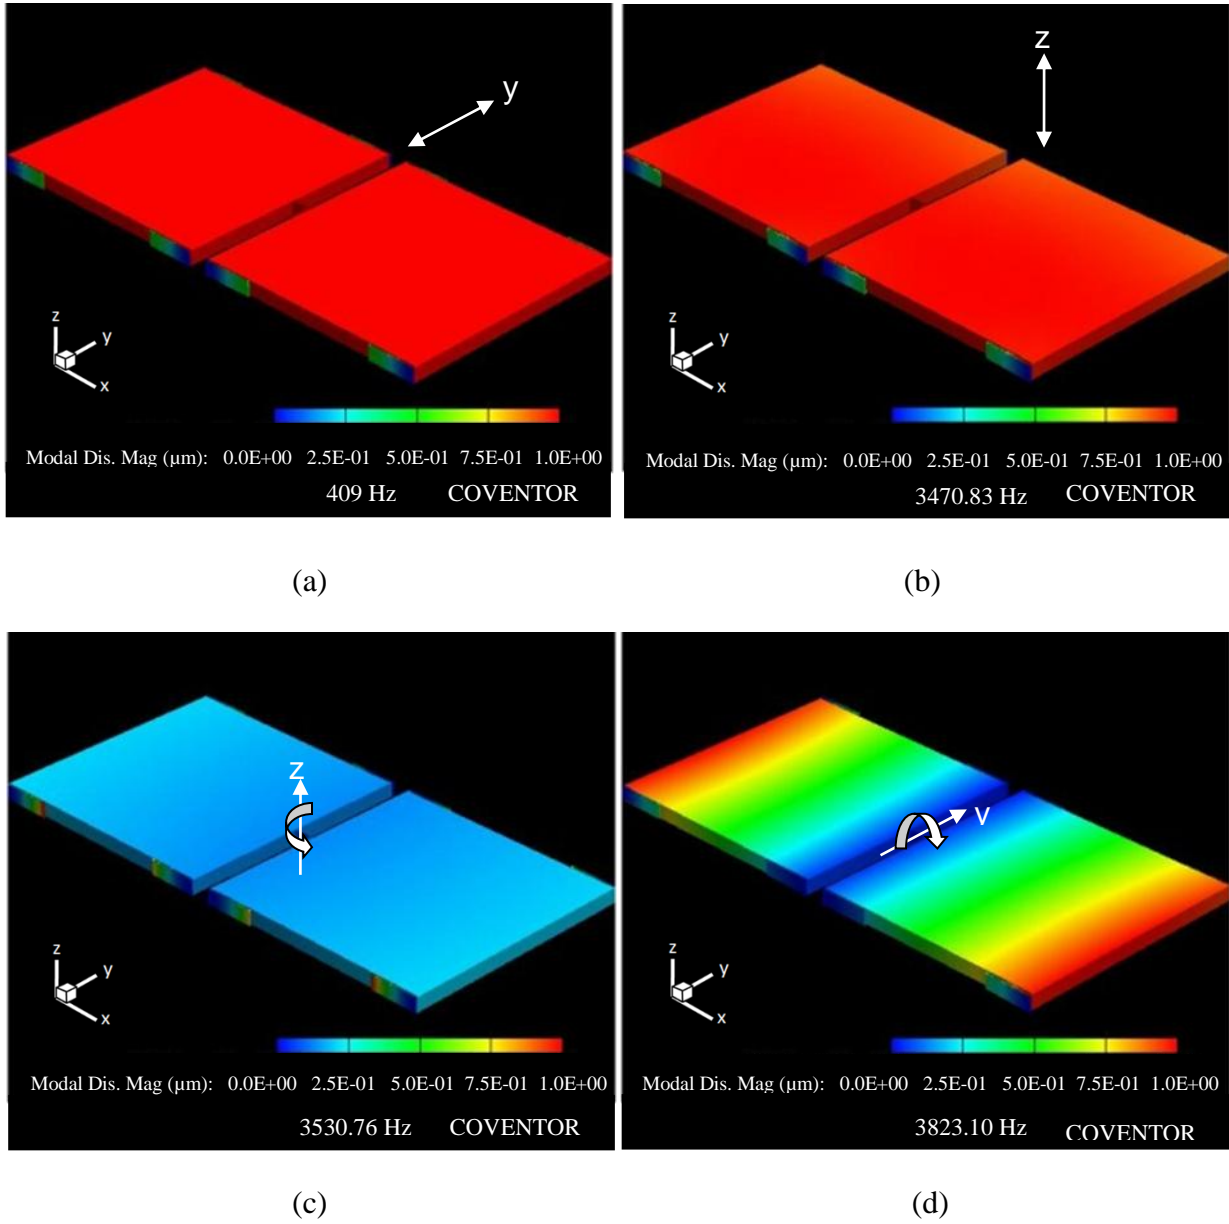 y
z
y
x
Modal Dis. Mag (μm): 0.0E+00 2.5E-01 5.0E-01 7.5E-01 1.0E+00
409 Hz COVENTOR
(a)
z
z
y
x
Modal Dis. Mag (μm): 0.0E+00 2.5E-01 5.0E-01 7.5E-01 1.0E+00
3470.83 Hz COVENTOR
(b)
z
z
y
x
Modal Dis. Mag (μm): 0.0E+00 2.5E-01 5.0E-01 7.5E-01 1.0E+00
3530.76 Hz COVENTOR
(c)
y
z
y
x
Modal Dis. Mag (μm): 0.0E+00 2.5E-01 5.0E-01 7.5E-01 1.0E+00
3823.10 Hz COVENTOR
(d)